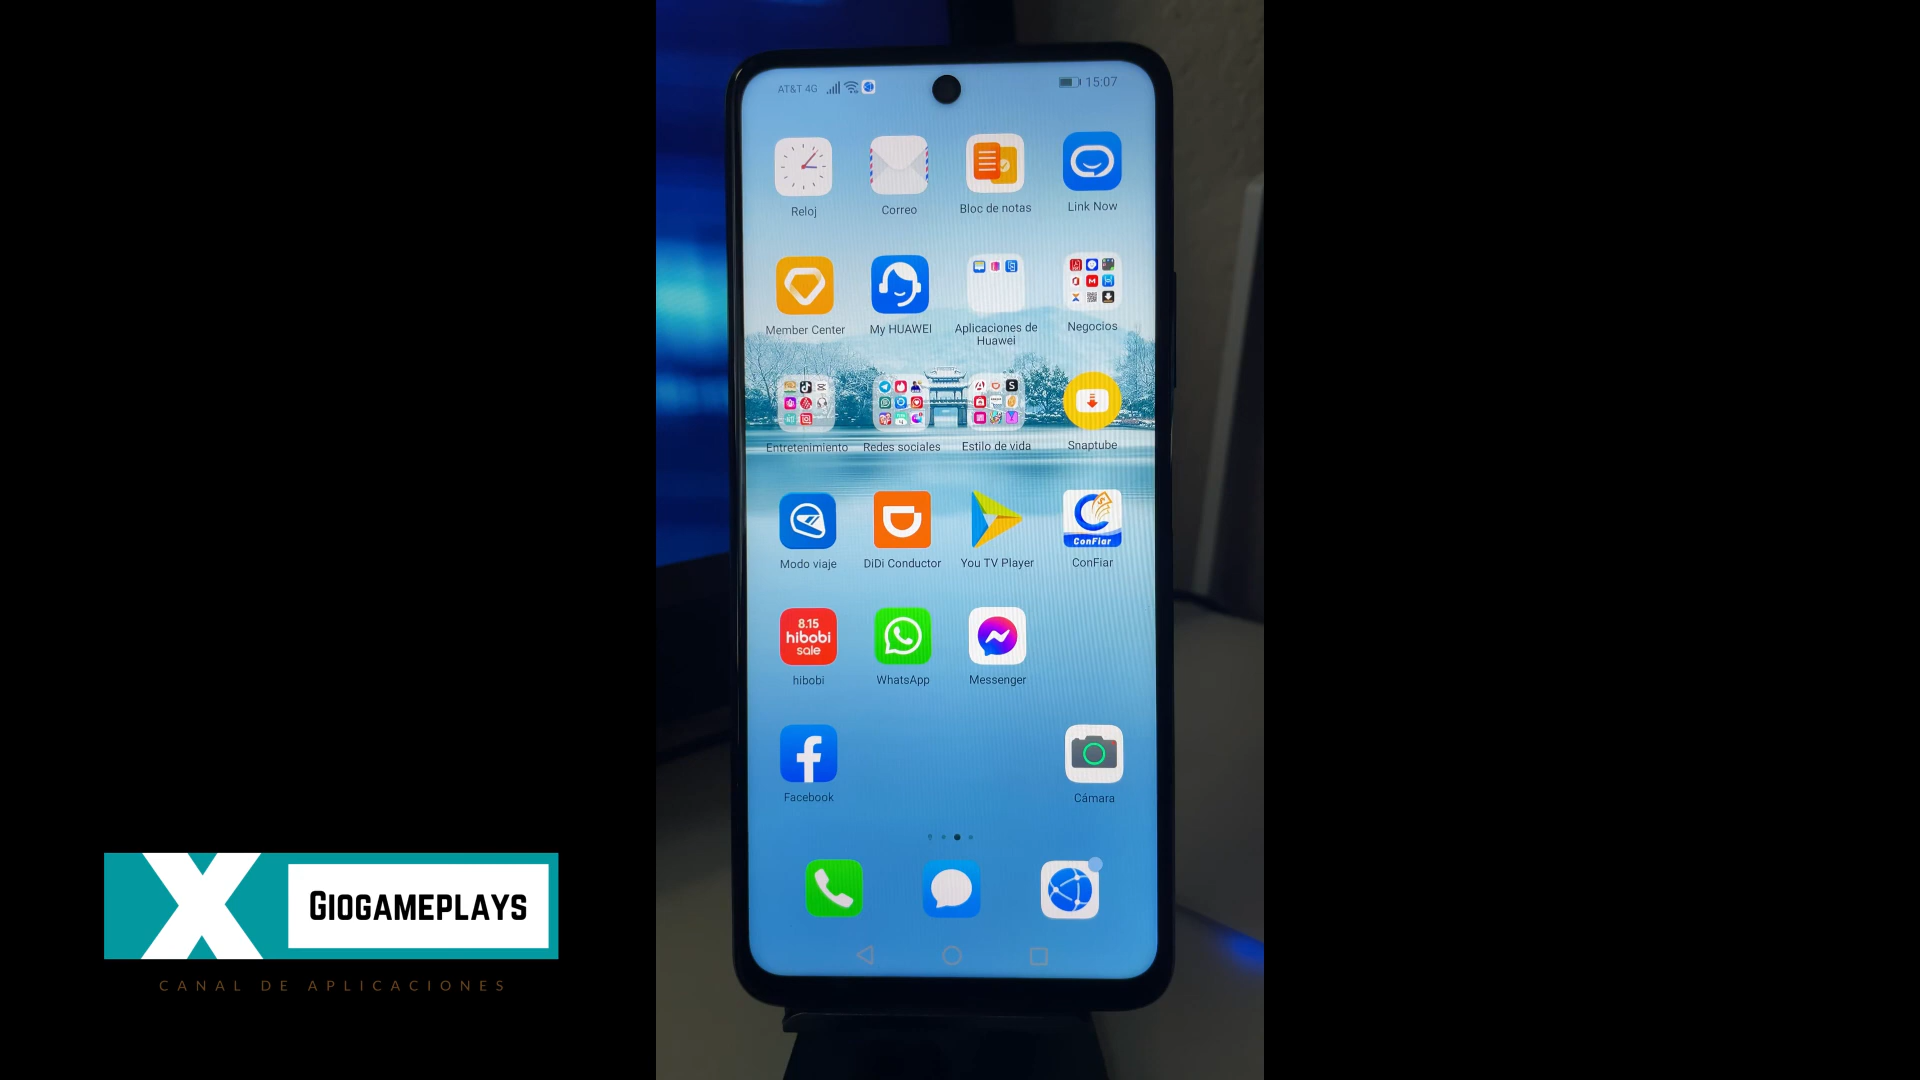 AT&T 4G
15:07
Reloj
Correo
Bloc de notas
Link Now
Member Center
My HUAWEI
Aplicaciones de
Huawei
Negocios
Entretenimiento
Redes sociales
Estilo de vida
Snaptube
ConFiar
Modo viaje
DiDi Conductor
You TV Player
ConFiar
8.15
hibobi
sale
hibobi
WhatsApp
Messenger
Facebook
Cámara
X
GIOGAMEPLAYS
CANAL DE APLICACIONES